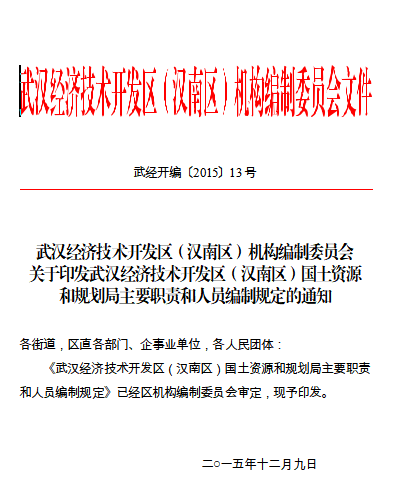 武汉经济技术开发区（汉南区）机构编制委员会文件
武经开编〔2015〕13号
武汉经济技术开发区（汉南区）机构编制委员会
关于印发武汉经济技术开发区（汉南区）国土资源
和规划局主要职责和人员编制规定的通知
各街道，区直各部门、企事业单位，各人民团体：
《武汉经济技术开发区（汉南区）国土资源和规划局主要职责
和人员编制规定》已经区机构编制委员会审定，现予印发。
二○一五年十二月九日